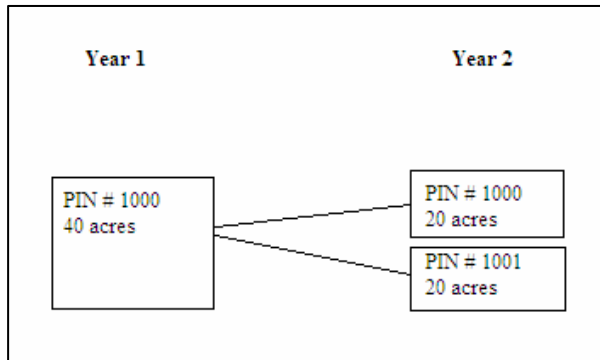 Year 1
Year 2
PIN # 1000
40 acres
PIN # 1000
20 acres
PIN # 1001
20 acres